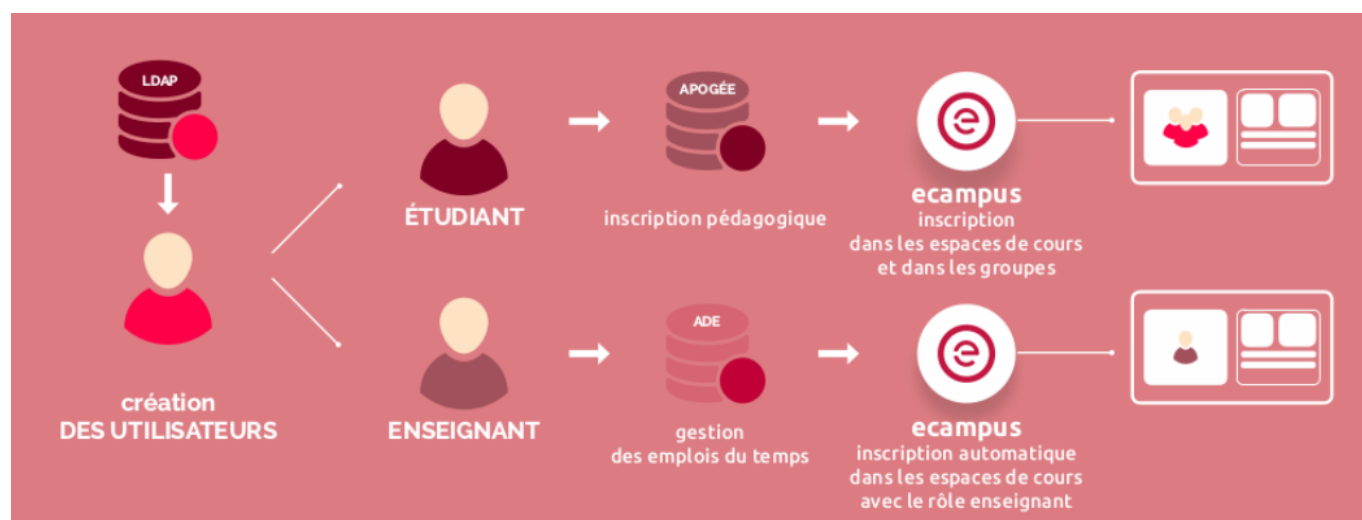 LDAP
création
DES UTILISATEURS
ÉTUDIANT
APOGÉE
inscription pédagogique
ecampus
inscription
dans les espaces de cours
et dans les groupes
ENSEIGNANT
ADE
gestion
des emplois du temps
ecampus
inscription automatique
dans les espaces de cours
avec le rôle enseignant